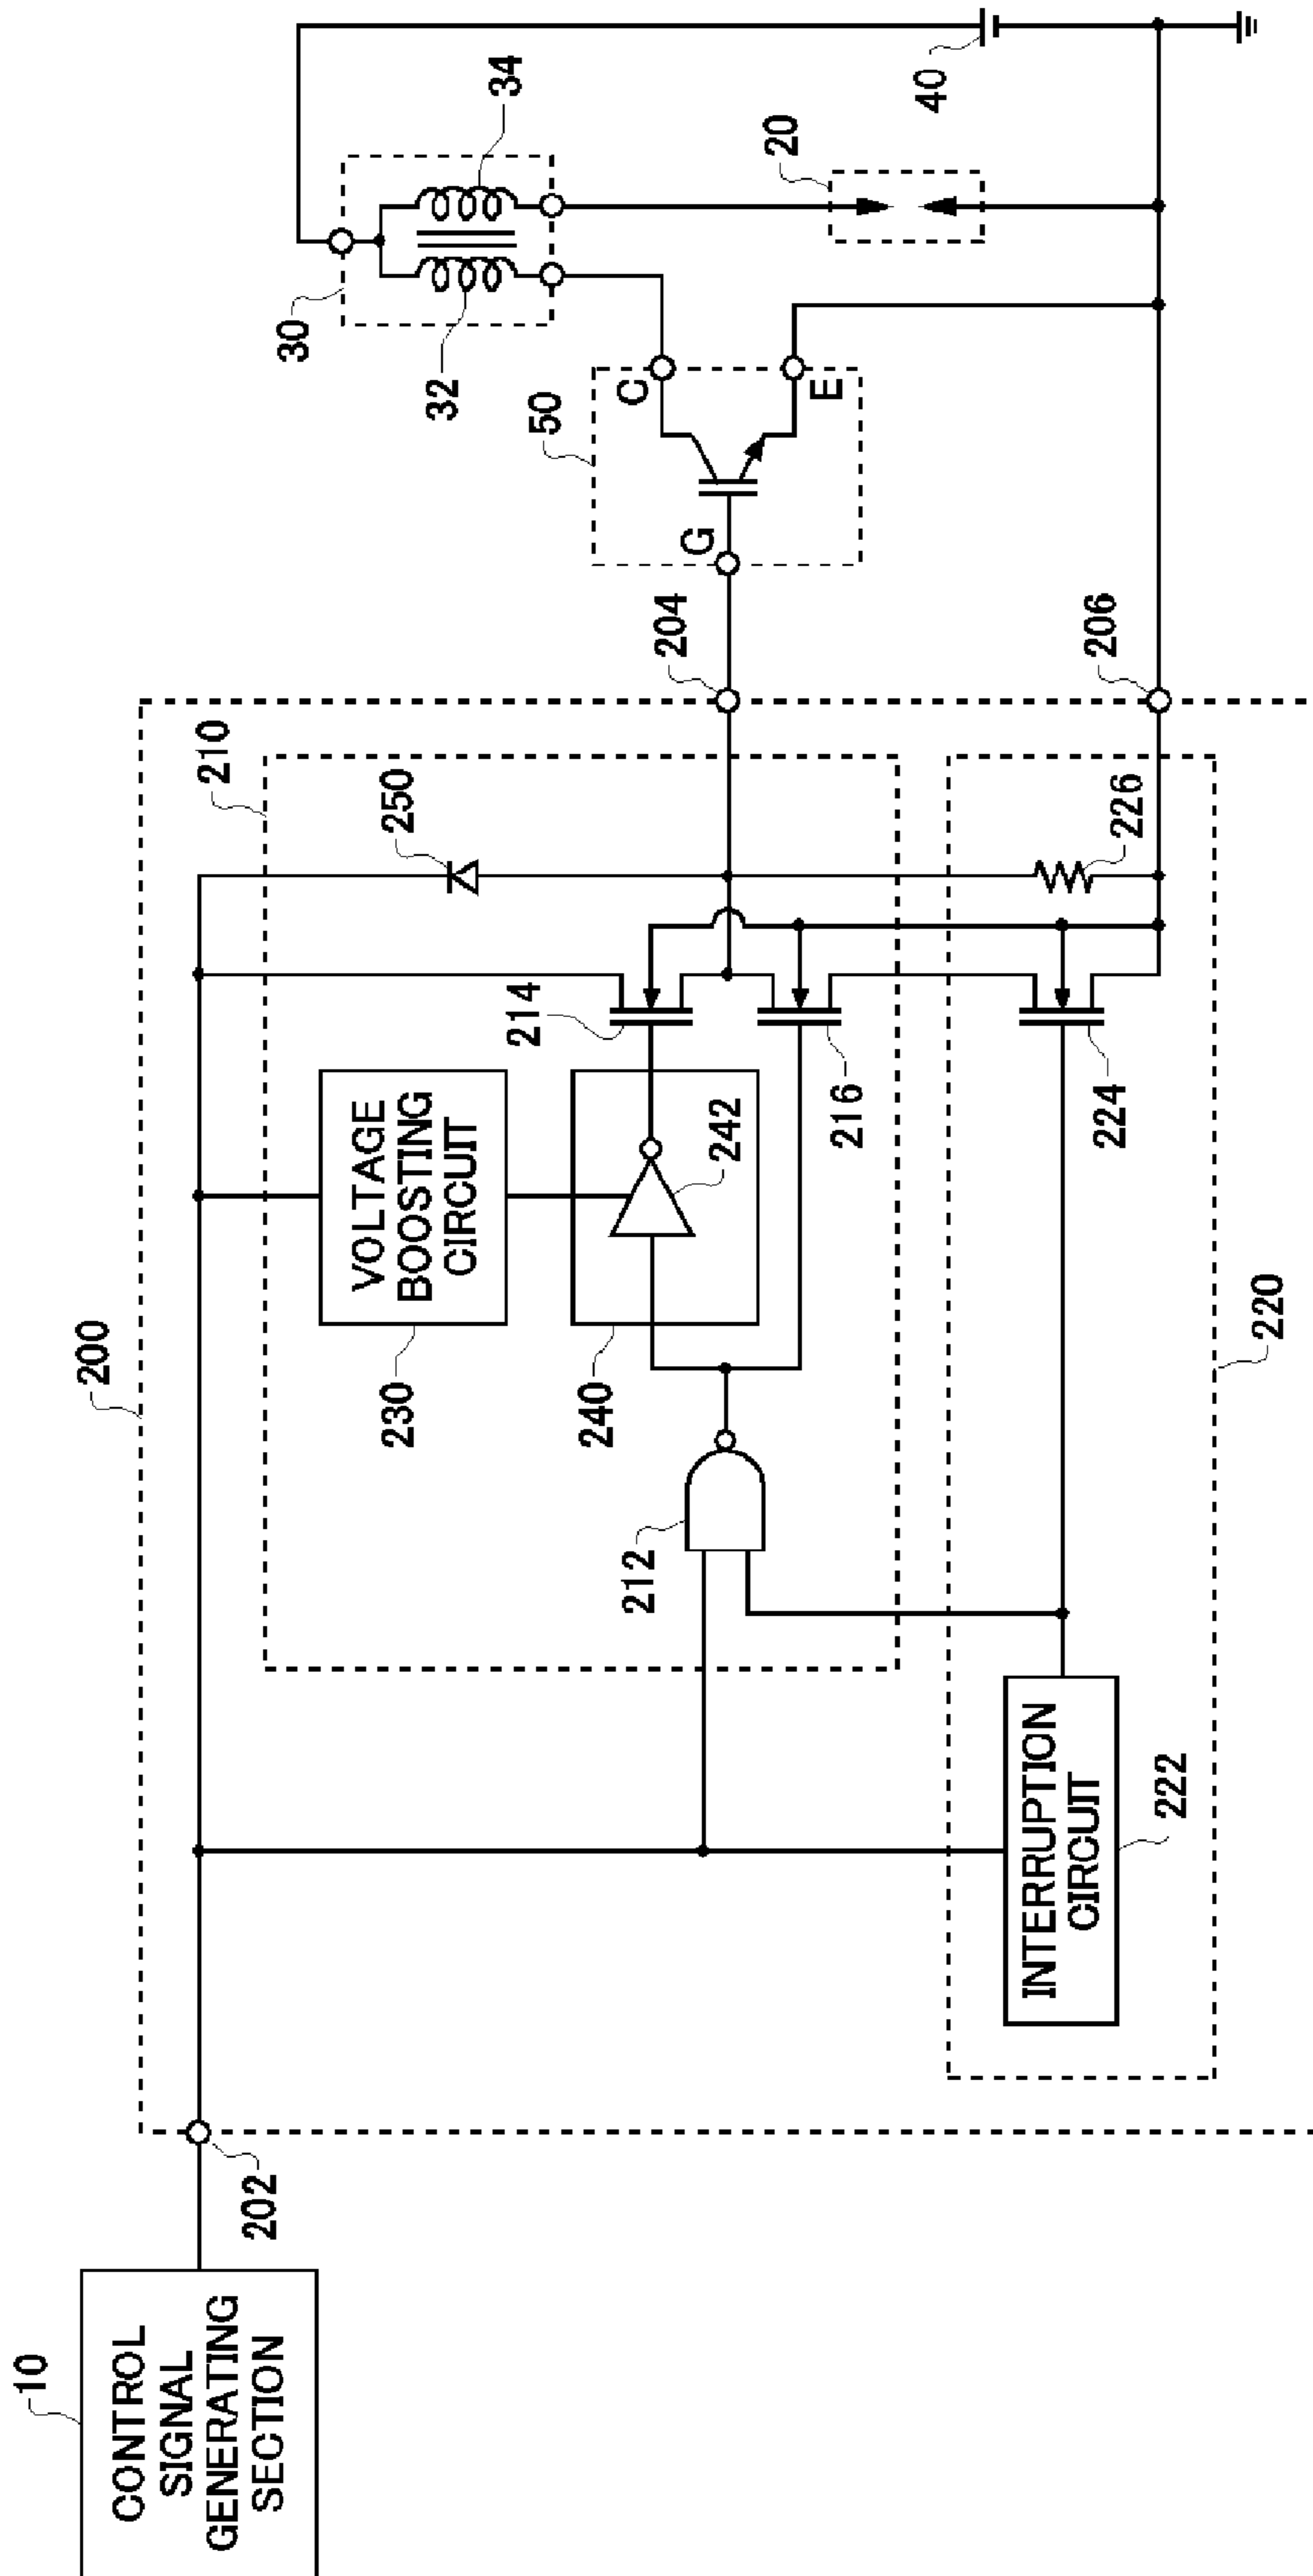 10
CONTROL
SIGNAL
GENERATING
SECTION
202
200
210
230
VOLTAGE
BOOSTING
CIRCUIT
250
240
242
214
212
216
204
INTERRUPTION
CIRCUIT
222
220
224
226
206
50
G
C
E
30
32
34
20
40